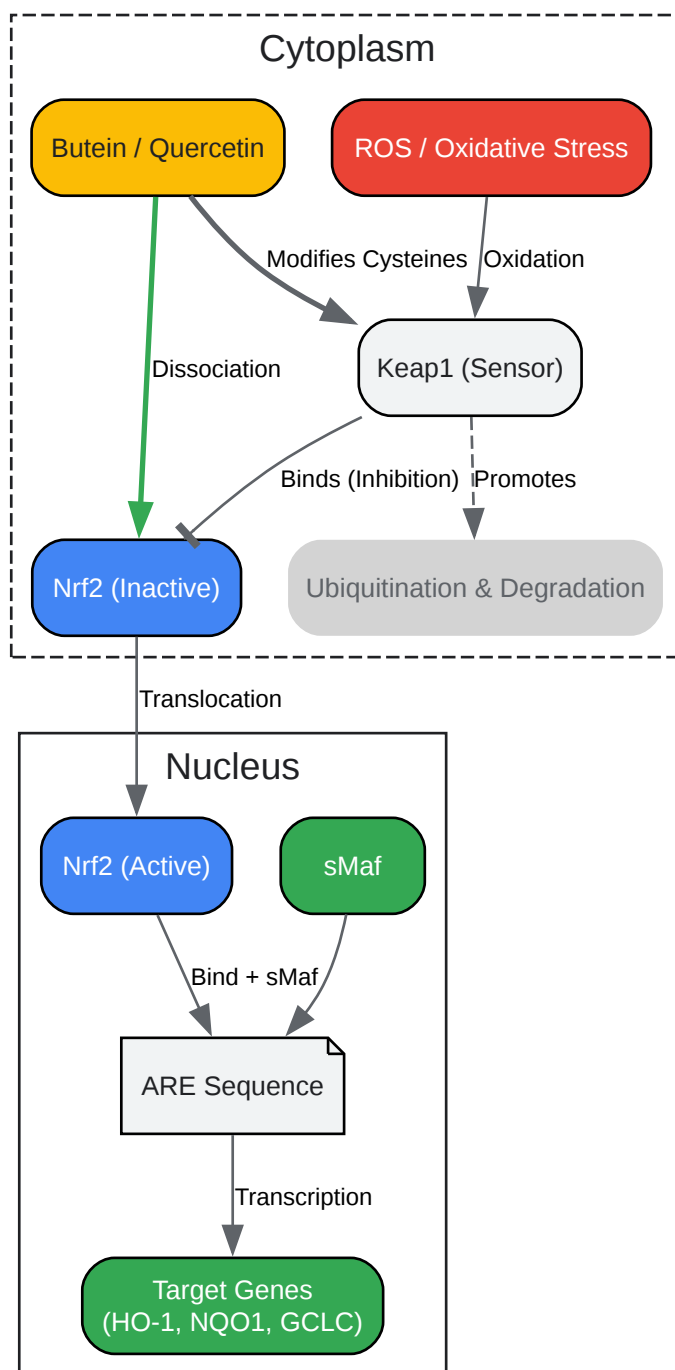 Cytoplasm
Butein / Quercetin
ROS / Oxidative Stress
Modifies Cysteines
Oxidation
Keap1 (Sensor)
Dissociation
Binds (Inhibition)
Promotes
Nrf2 (Inactive)
Ubiquitination & Degradation
Translocation
Nucleus
Nrf2 (Active)
sMaf
Bind + sMaf
ARE Sequence
Transcription
Target Genes
(HO-1, NQO1, GCLC)